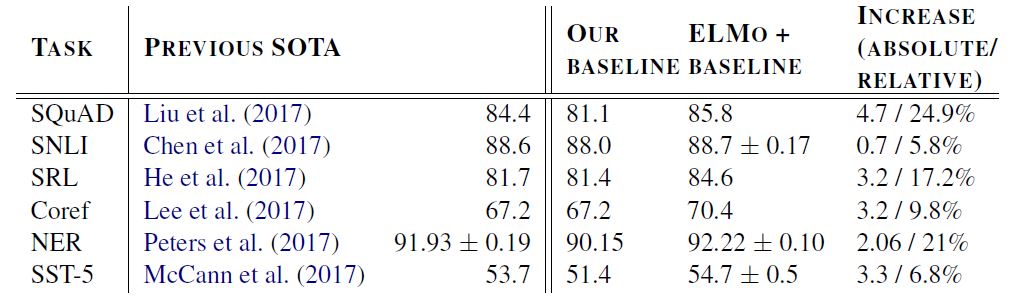 TASK PREVIOUS SOTA OUR BASELINE ELMO + BASELINE INCREASE (ABSOLUTE/ RELATIVE)
SQuAD Liu et al. (2017) 84.4 81.1 85.8 4.7 / 24.9%
SNLI Chen et al. (2017) 88.6 88.0 88.7 ± 0.17 0.7 / 5.8%
SRL He et al. (2017) 81.7 81.4 84.6 3.2 / 17.2%
Coref Lee et al. (2017) 67.2 67.2 70.4 3.2 / 9.8%
NER Peters et al. (2017) 91.93 ± 0.19 90.15 92.22 ± 0.10 2.06 / 21%
SST-5 McCann et al. (2017) 53.7 51.4 54.7 ± 0.5 3.3 / 6.8%